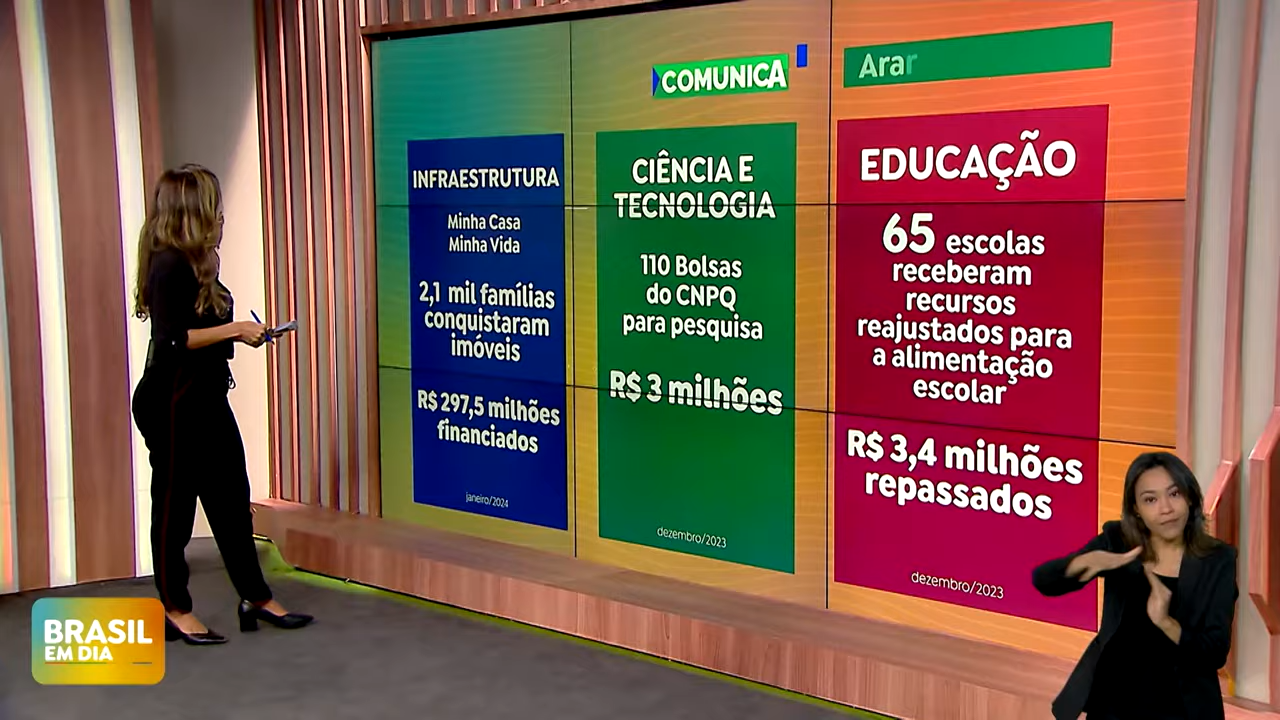 COMUNICA
Arar
INFRAESTRUTURA
Minha Casa
Minha Vida
2,1 mil famílias
conquistaram
imóveis
R$ 297,5 milhões
financiados
janeiro/2024
CIÊNCIA E
TECNOLOGIA
110 Bolsas
do CNPQ
para pesquisa
R$ 3 milhões
dezembro/2023
EDUCAÇÃO
65 escolas
receberam
recursos
reajustados para
a alimentação
escolar
R$ 3,4 milhões
repassados
dezembro/2023
BRASIL
EM DIA